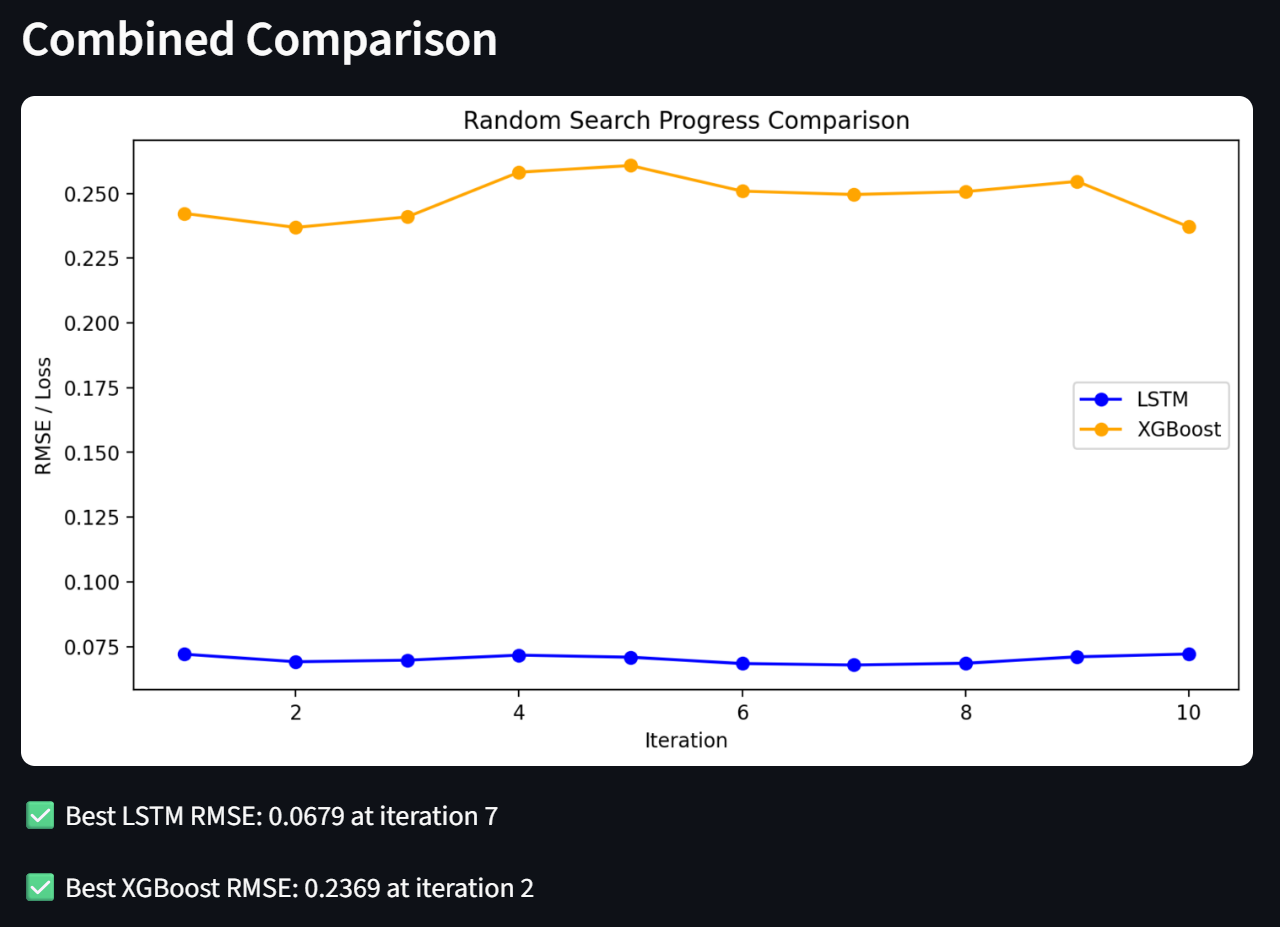 Combined Comparison
Random Search Progress Comparison
RMSE / Loss
0.250
0.225
0.200
0.175
0.150
0.125
0.100
0.075
LSTM
XGBoost
2 4 6 8 10
Iteration
✅ Best LSTM RMSE: 0.0679 at iteration 7
✅ Best XGBoost RMSE: 0.2369 at iteration 2